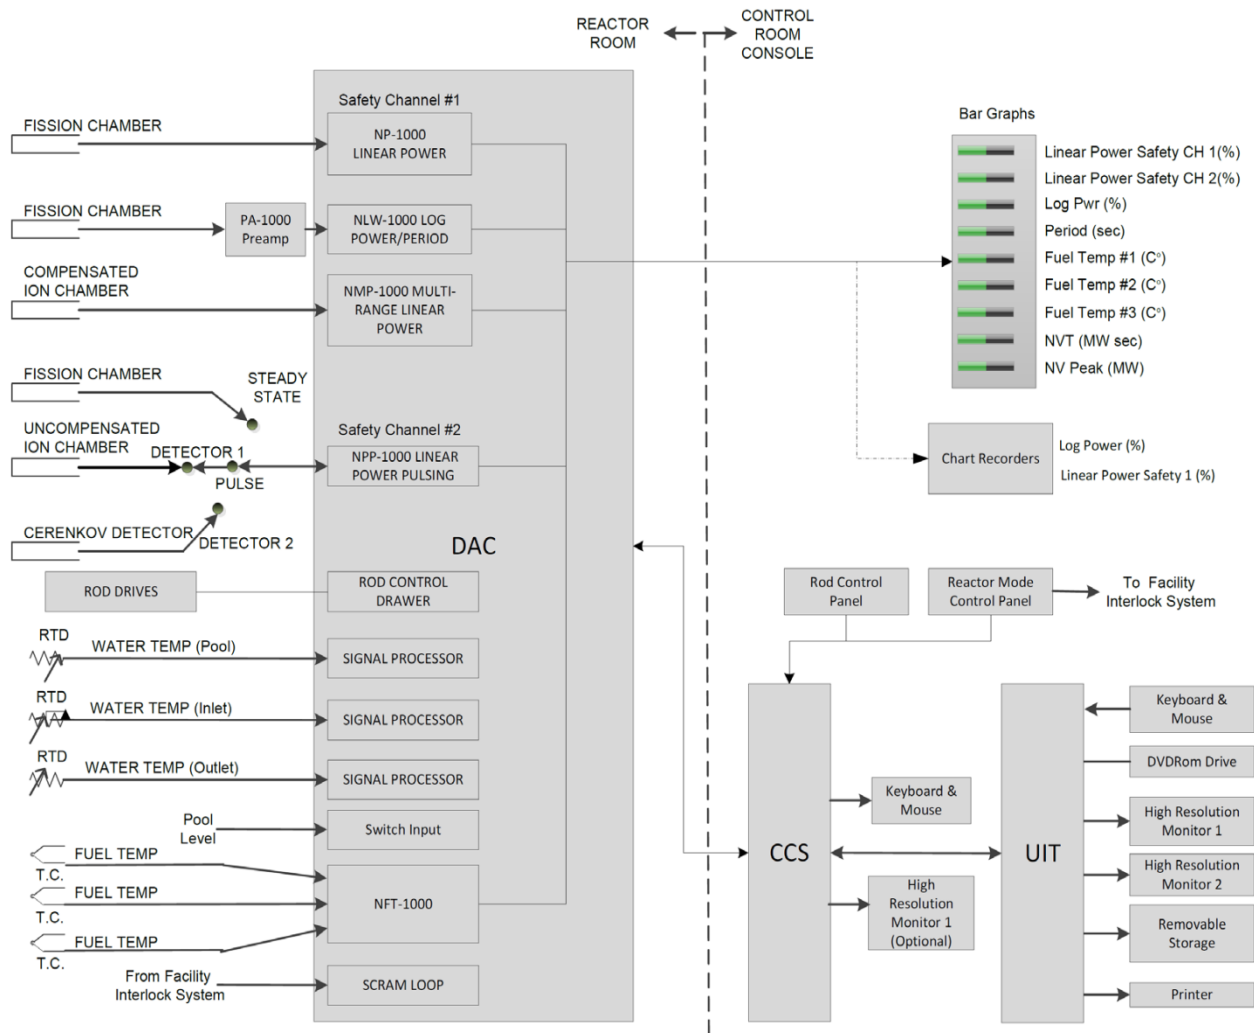 REACTOR
ROOM
CONTROL
ROOM
CONSOLE
Safety Channel #1
FISSION CHAMBER
NP-1000
LINEAR POWER
FISSION CHAMBER
PA-1000
Preamp
NLW-1000 LOG
POWER/PERIOD
COMPENSATED
ION CHAMBER
NMP-1000 MULTI-
RANGE LINEAR
POWER
FISSION CHAMBER
STEADY
STATE
UNCOMPENSATED
ION CHAMBER
DETECTOR 1
PULSE
Safety Channel #2
NPP-1000 LINEAR
POWER PULSING
CERENKOV DETECTOR
DETECTOR 2
DAC
ROD DRIVES
ROD CONTROL
DRAWER
RTD
WATER TEMP (Pool)
SIGNAL PROCESSOR
RTD
WATER TEMP (Inlet)
SIGNAL PROCESSOR
RTD
WATER TEMP (Outlet)
SIGNAL PROCESSOR
Pool
Level
Switch Input
FUEL TEMP
T.C.
FUEL TEMP
T.C.
FUEL TEMP
T.C.
NFT-1000
From Facility
Interlock System
SCRAM LOOP
Bar Graphs
Linear Power Safety CH 1(%)
Linear Power Safety CH 2(%)
Log Pwr (%)
Period (sec)
Fuel Temp #1 (C°)
Fuel Temp #2 (C°)
Fuel Temp #3 (C°)
NVT (MW sec)
NV Peak (MW)
Chart Recorders
Log Power (%)
Linear Power Safety 1 (%)
Rod Control
Panel
Reactor Mode
Control Panel
To Facility
Interlock System
CCS
Keyboard &
Mouse
High
Resolution
Monitor 1
(Optional)
UIT
Keyboard &
Mouse
DVDRom Drive
High Resolution
Monitor 1
High Resolution
Monitor 2
Removable
Storage
Printer